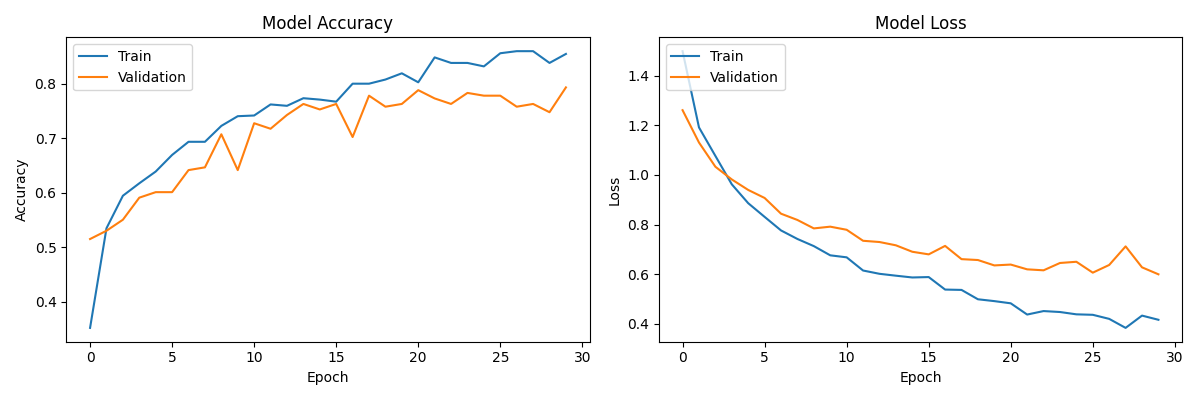 Model Accuracy
Train
Validation
0.8
0.7
0.6
0.5
0.4
Accuracy
0 5 10 15 20 25 30
Epoch
Model Loss
Train
Validation
1.4
1.2
1.0
0.8
0.6
0.4
Loss
0 5 10 15 20 25 30
Epoch